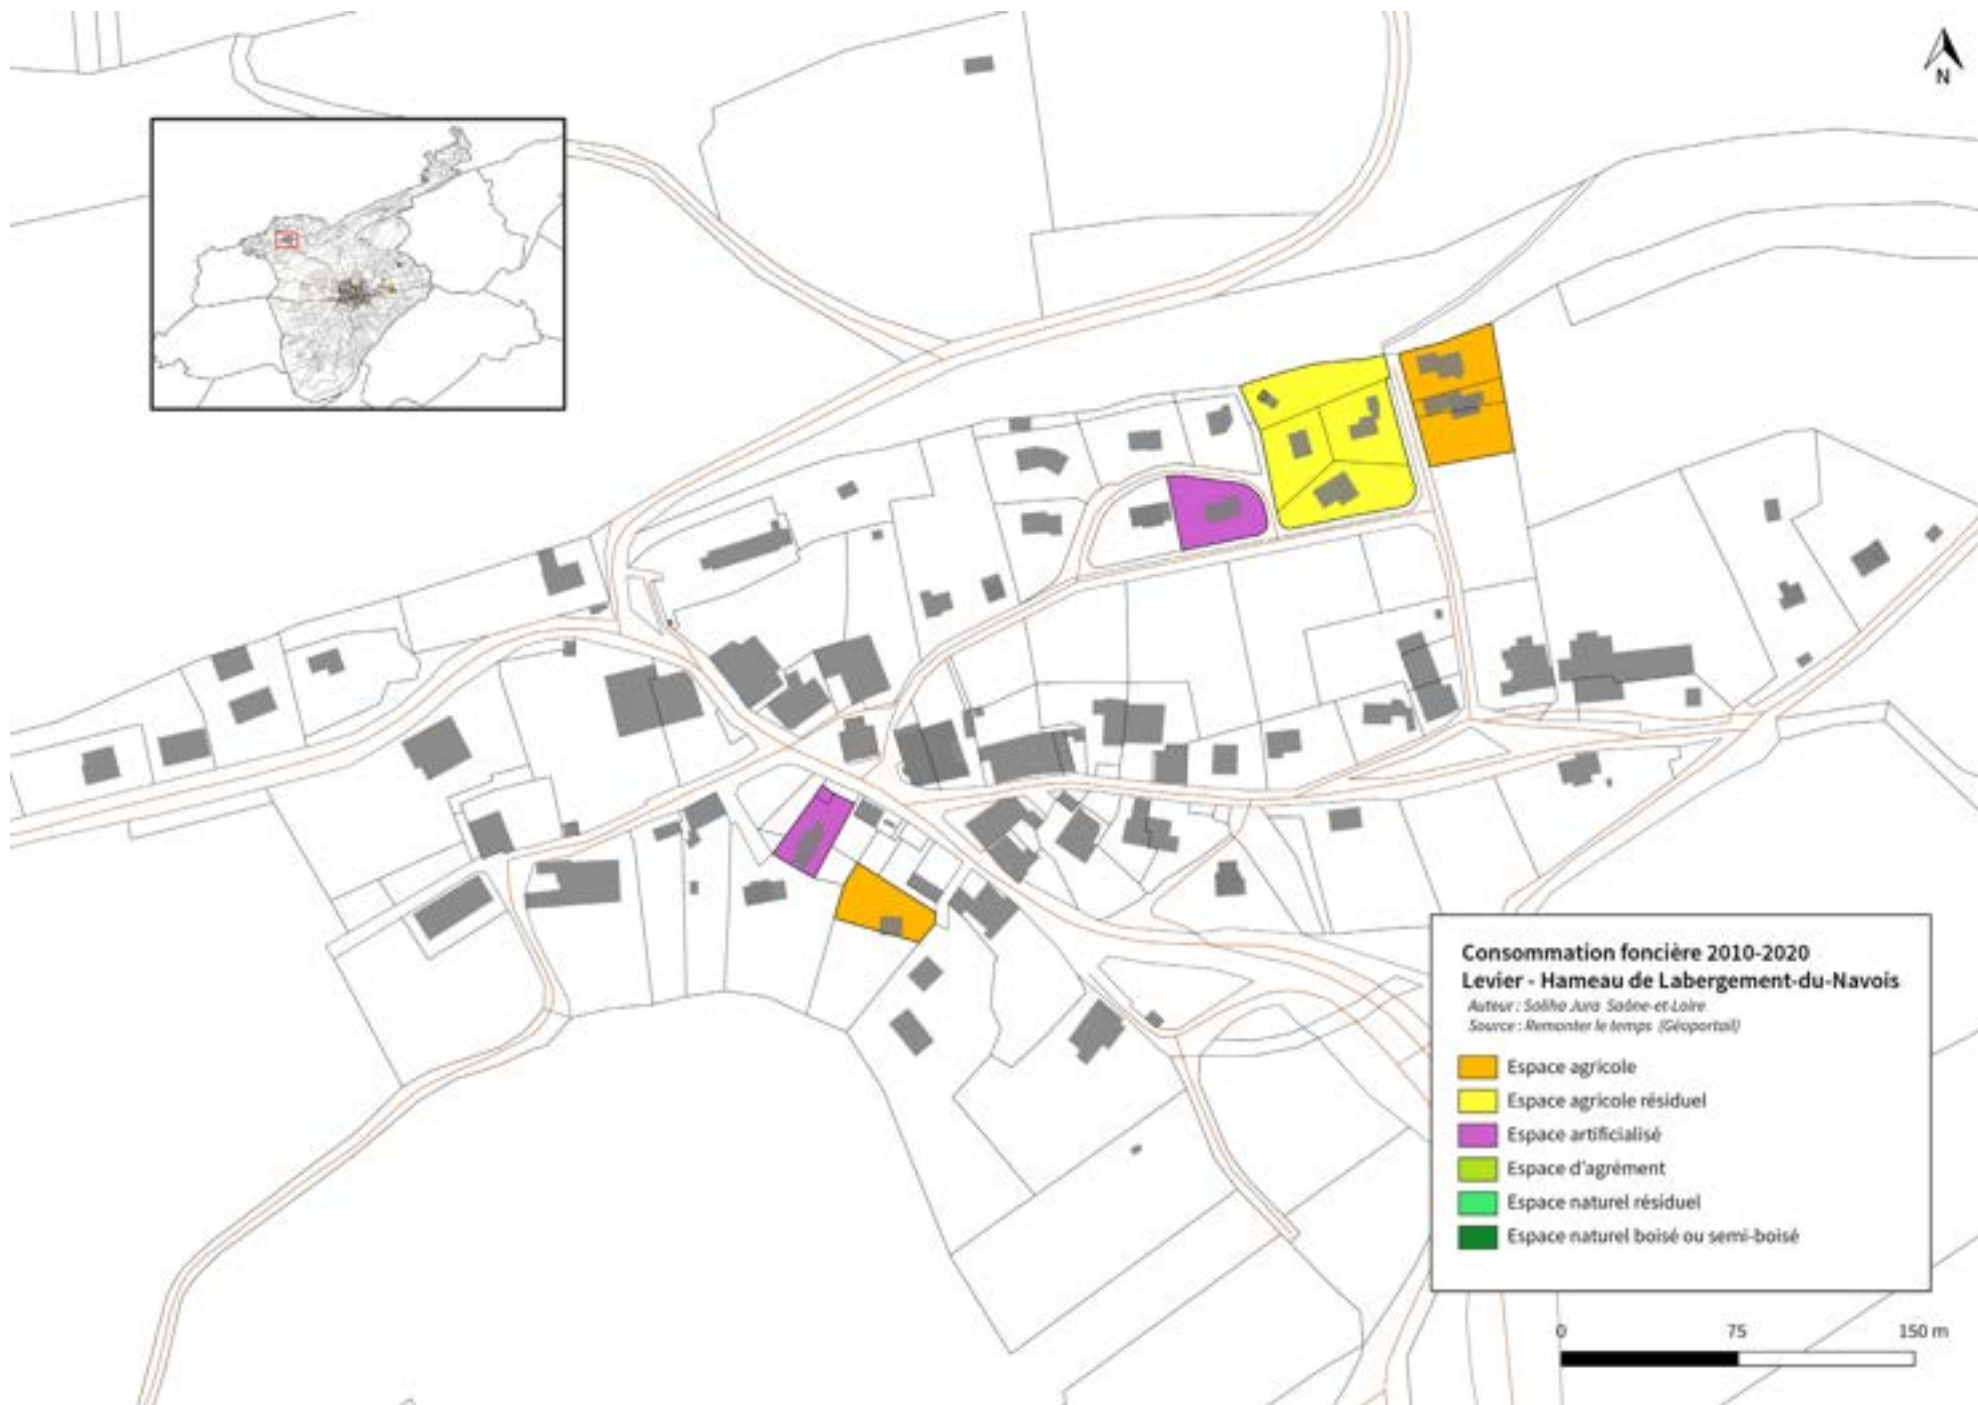 N
Consommation foncière 2010-2020
Levier - Hameau de Labergement-du-Navois
Auteur : Soliha Jura Saône-et-Loire
Source : Remonter le temps (Géoportail)
Espace agricole
Espace agricole résiduel
Espace artificialisé
Espace d'agrément
Espace naturel résiduel
Espace naturel boisé ou semi-boisé
0 75 150 m